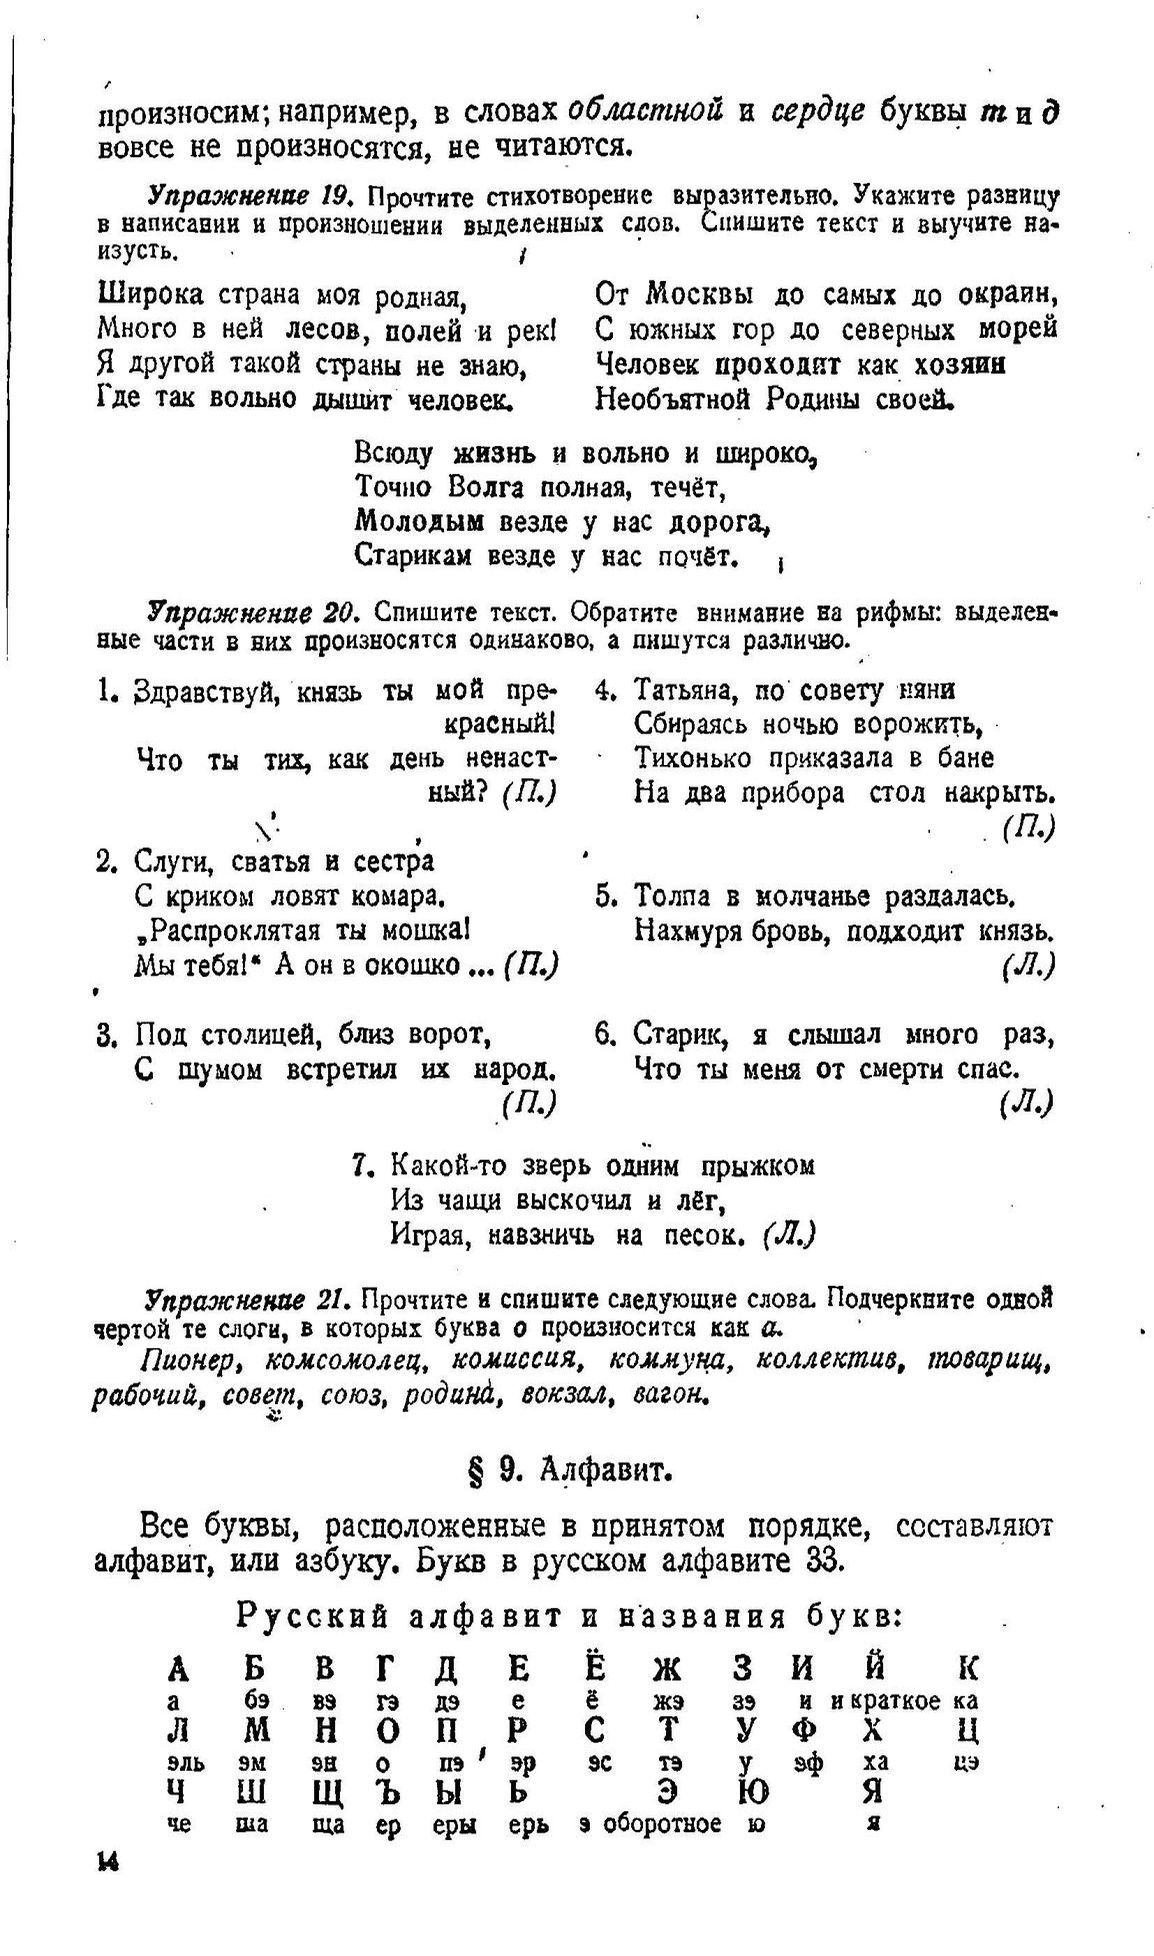 произносим; например, в словах областной и сердце буквы т и д
вовсе не произносятся, не читаются.
Упражнение 19. Прочтите стихотворение выразительно. Укажите разницу
в написании и произношении выделенных слов. Спишите текст и выучите на-
изусть.
Широка страна моя родная,
Много в ней лесов, полей и рек!
Я другой такой страны не знаю,
Где так вольно дышит человек.
От Москвы до самых до окраин,
С южных гор до северных морей
Человек проходит как хозяин
Необъятной Родины своей.
Всюду жизнь и вольно и широко,
Точно Волга полная, течёт,
Молодым везде у нас дорога,
Старикам везде у нас почёт.
Упражнение 20. Спишите текст. Обратите внимание на рифмы: выделен-
ные части в них произносятся одинаково, а пишутся различно.
1. Здравствуй, князь ты мой пре-
красный!
Что ты тих, как день ненаст-
ный? (П.)
2. Слуги, сватья и сестра
С криком ловят комара.
„Распроклятая ты мошка!
Мы тебя!“ А он в окошко ... (П.)
3. Под столицей, близ ворот,
С шумом встретил их народ.
(П.)
4. Татьяна, по совету няни
Сбираясь ночью ворожить,
Тихонько приказала в бане
На два прибора стол накрыть.
(П.)
5. Толпа в молчанье раздалась.
Нахмуря бровь, подходит князь.
(Л.)
6. Старик, я слышал много раз,
Что ты меня от смерти спас.
(Л.)
7. Какой-то зверь одним прыжком
Из чащи выскочил и лёг,
Играя, навзничь на песок. (Л.)
Упражнение 21. Прочтите и спишите следующие слова. Подчеркните одной
чертой те слоги, в которых буква о произносится как а.
Пионер, комсомолец, комиссия, коммуна, коллектив, товарищ,
рабочий, совет, союз, родина, вокзал, вагон.
§ 9. Алфавит.
Все буквы, расположенные в принятом порядке, составляют
алфавит, или азбуку. Букв в русском алфавите 33.
Русский алфавит и названия букв:
А Б В Г Д Е Ё Ж З И Й К
а бэ вэ гэ дэ е ё жэ зэ и и краткое ка
Л М Н О П Р С Т У Ф Х Ц
эль эм эн о пэ эр эс тэ у эф ха цэ
Ч Ш Щ Ъ Ы Ь Э Ю Я
че ша ща ер еры ерь э оборотное ю я
14